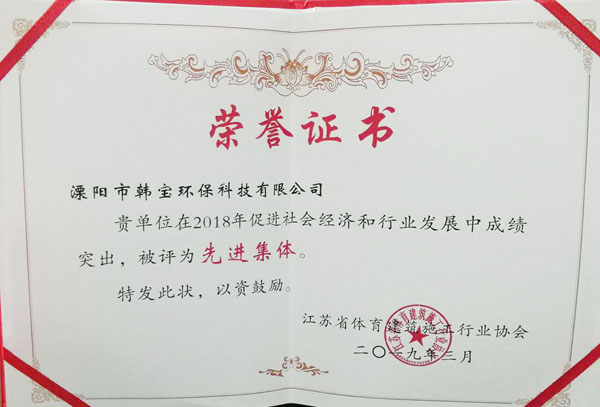 荣誉证书
溧阳市韩宝环保科技有限公司
贵单位在2018年促进社会经济和行业发展中成绩
突出，被评为先进集体。
特发此状，以资鼓励。
江苏省体育建筑施工行业协会
二〇一九年三月